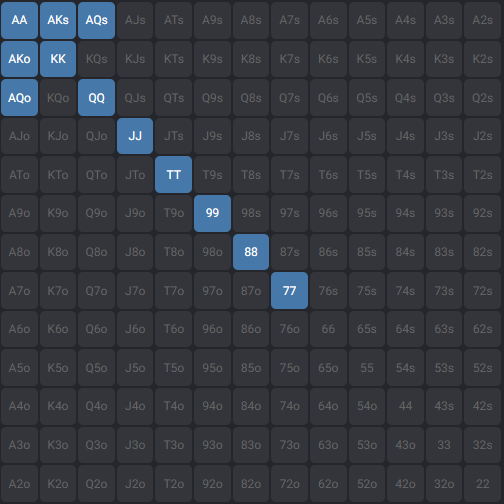 AA AKs AQs AJs ATs A9s A8s A7s A6s A5s A4s A3s A2s
AKo KK KQs KJs KTs K9s K8s K7s K6s K5s K4s K3s K2s
AQo KQo QQ QJs QTs Q9s Q8s Q7s Q6s Q5s Q4s Q3s Q2s
AJo KJo QJo JJ JTs J9s J8s J7s J6s J5s J4s J3s J2s
ATo KTo QTo JTo TT T9s T8s T7s T6s T5s T4s T3s T2s
A9o K9o Q9o J9o T9o 99 98s 97s 96s 95s 94s 93s 92s
A8o K8o Q8o J8o T8o 98o 88 87s 86s 85s 84s 83s 82s
A7o K7o Q7o J7o T7o 97o 87o 77 76s 75s 74s 73s 72s
A6o K6o Q6o J6o T6o 96o 86o 76o 66 65s 64s 63s 62s
A5o K5o Q5o J5o T5o 95o 85o 75o 65o 55 54s 53s 52s
A4o K4o Q4o J4o T4o 94o 84o 74o 64o 54o 44 43s 42s
A3o K3o Q3o J3o T3o 93o 83o 73o 63o 53o 43o 33 32s
A2o K2o Q2o J2o T2o 92o 82o 72o 62o 52o 42o 32o 22